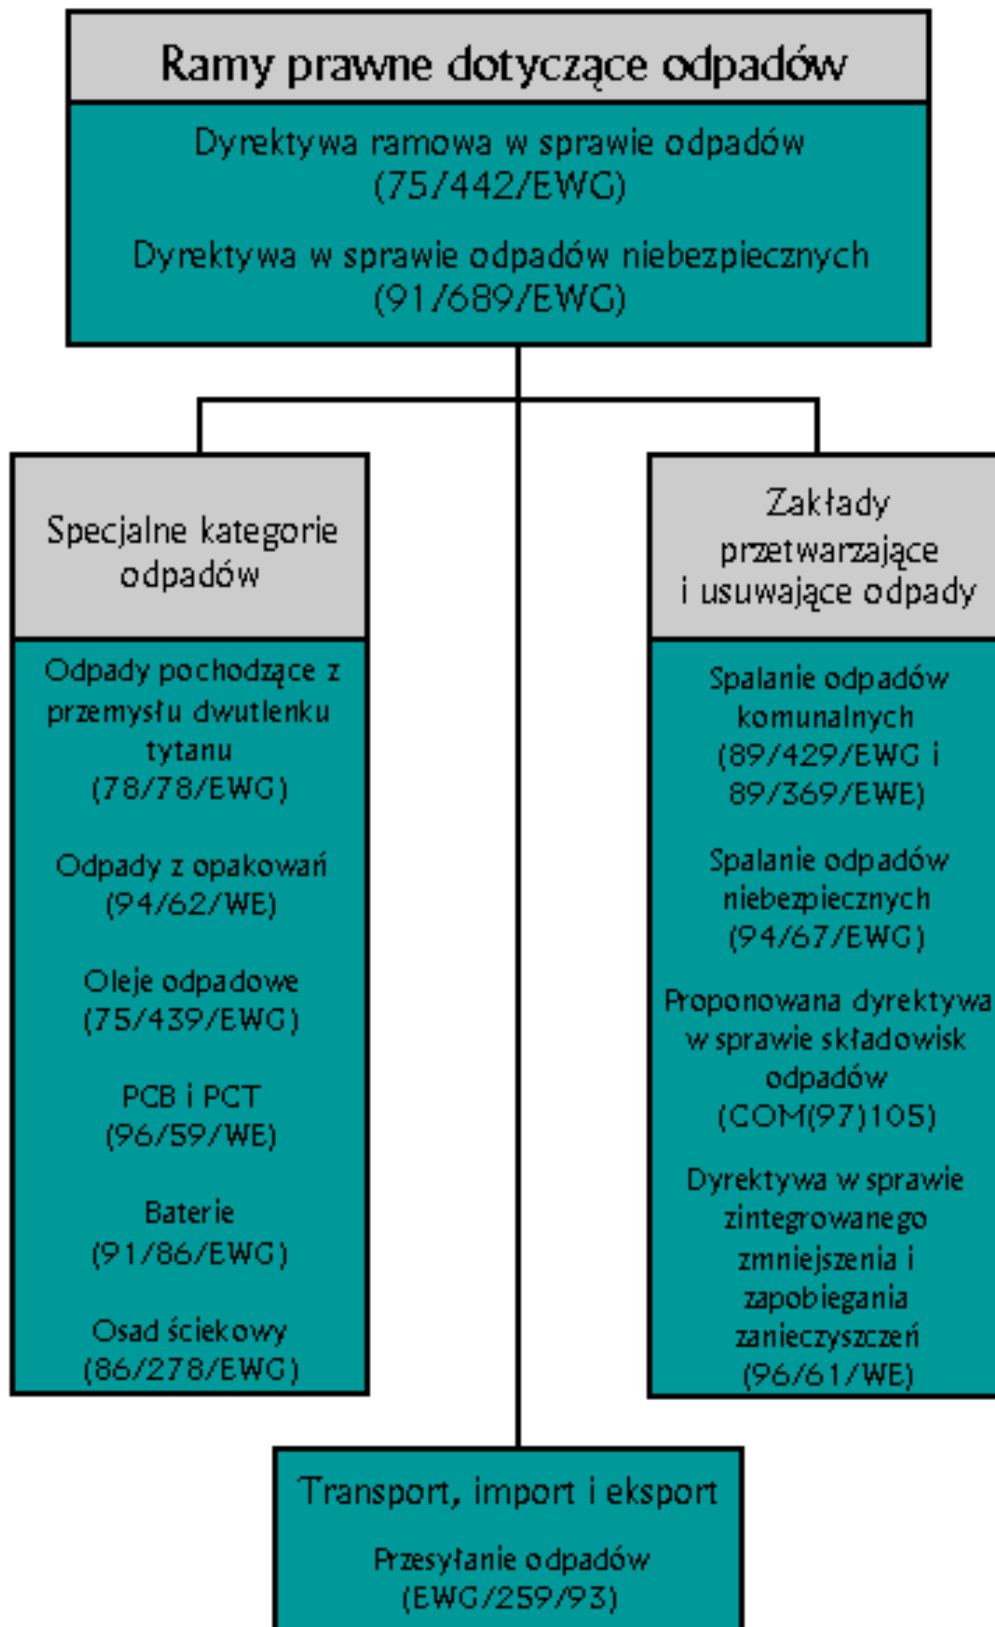 Ramy prawne dotyczące odpadów
Dyrektywa ramowa w sprawie odpadów
(75/442/EWG)
Dyrektywa w sprawie odpadów niebezpiecznych
(91/689/EWG)
Specjalne kategorie
odpadów
Odpady pochodzące z
przemysłu dwutlenku
tytanu
(78/78/EWG)
Odpady z opakowań
(94/62/WE)
Oleje odpadowe
(75/439/EWG)
PCB i PCT
(96/59/WE)
Baterie
(91/86/EWG)
Osad ściekowy
(86/278/EWG)
Zakłady
przetwarzające
i usuwające odpady
Spalanie odpadów
komunalnych
(89/429/EWG i
89/369/EWE)
Spalanie odpadów
niebezpiecznych
(94/67/EWG)
Proponowana dyrektywa
w sprawie składowisk
odpadów
(COM(97)105)
Dyrektywa w sprawie
zintegrowanego
zmniejszenia i
zapobiegania
zanieczyszczeń
(96/61/WE)
Transport, import i eksport
Przesyłanie odpadów
(EWG/259/93)